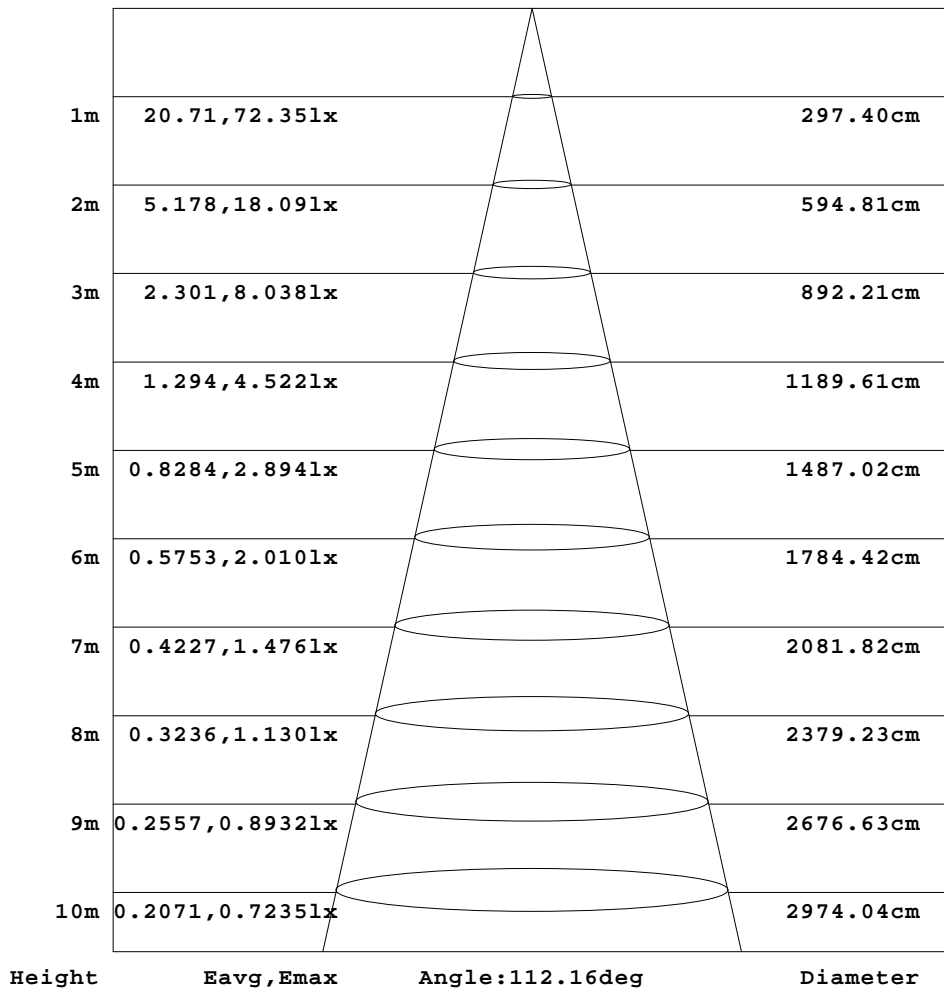 1m 20.71,72.35lx 297.40cm
2m 5.178,18.09lx 594.81cm
3m 2.301,8.038lx 892.21cm
4m 1.294,4.522lx 1189.61cm
5m 0.8284,2.894lx 1487.02cm
6m 0.5753,2.010lx 1784.42cm
7m 0.4227,1.476lx 2081.82cm
8m 0.3236,1.130lx 2379.23cm
9m 0.2557,0.8932lx 2676.63cm
10m 0.2071,0.7235lx 2974.04cm
Height Eavg,Emax Angle:112.16deg Diameter